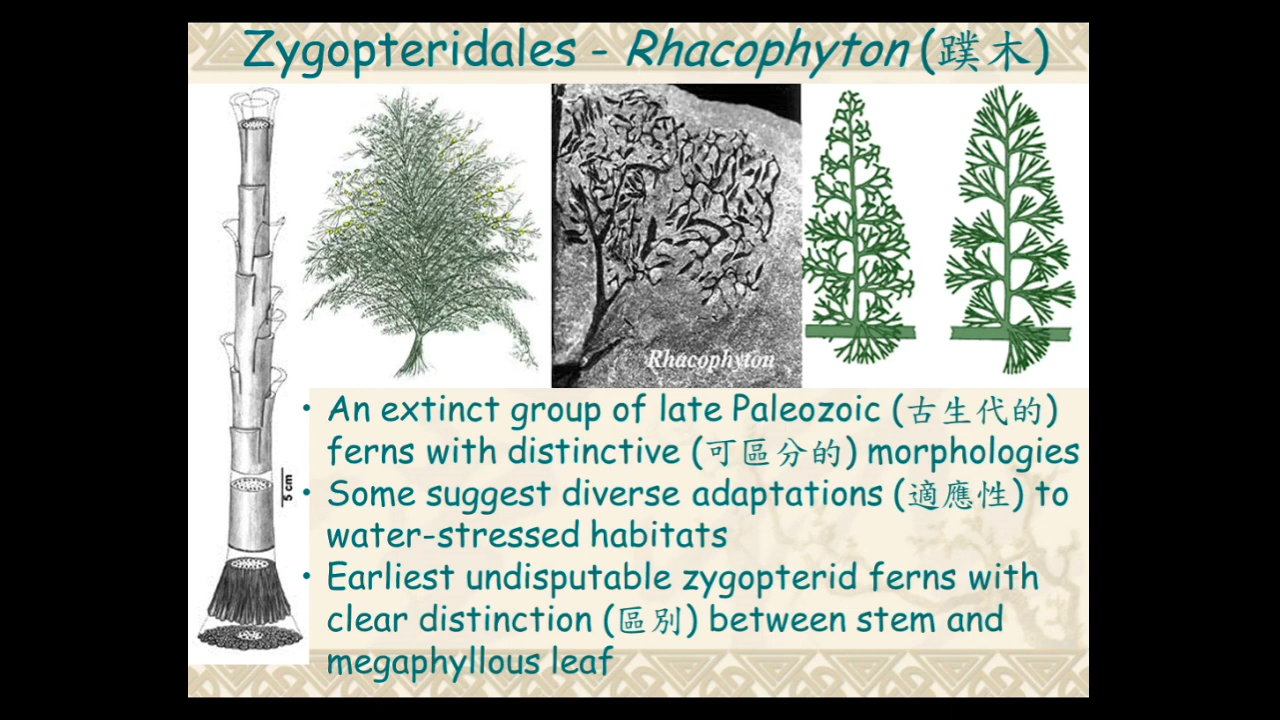 Zygopteridales - Rhacophyton (蹼木)
5 cm
Rhacophyton
• An extinct group of late Paleozoic (古生代的)
ferns with distinctive (可區分的) morphologies
• Some suggest diverse adaptations (適應性) to
water-stressed habitats
• Earliest undisputable zygopterid ferns with
clear distinction (區別) between stem and
megaphyllous leaf